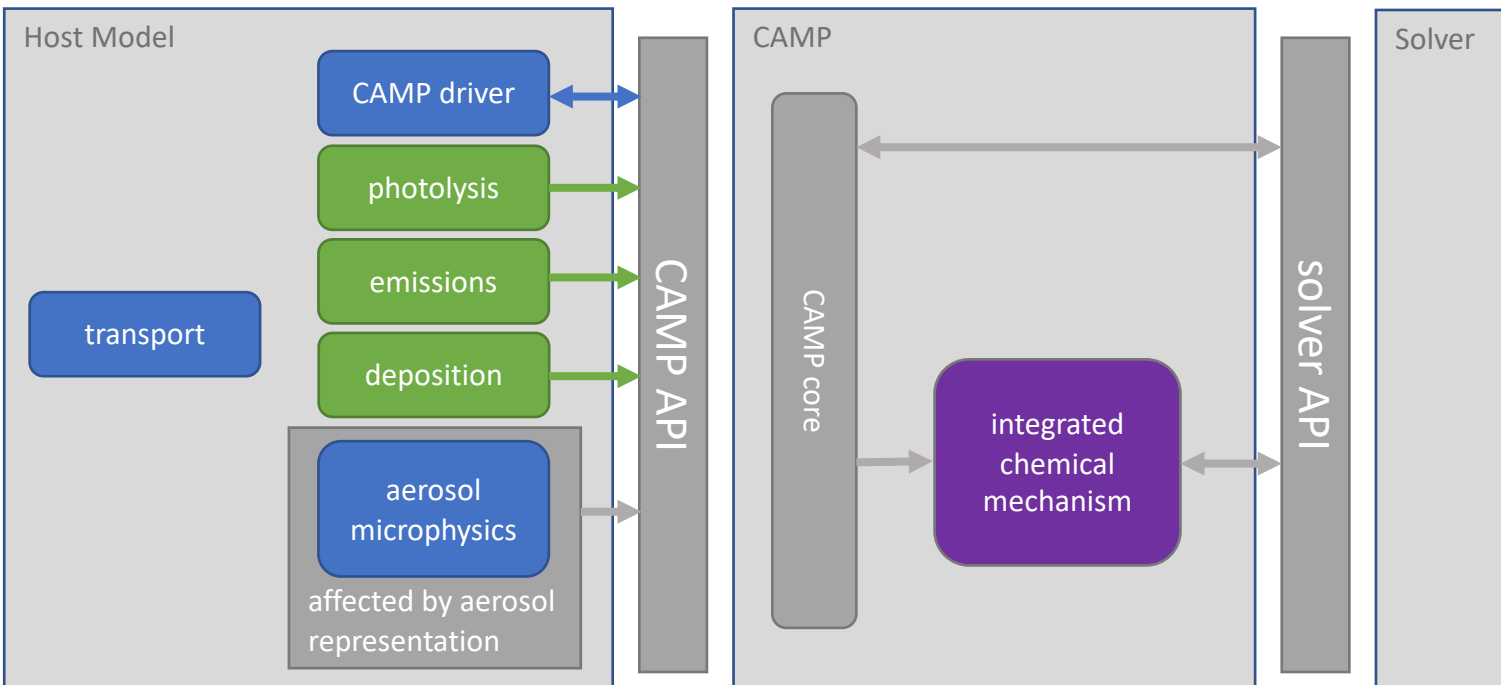 Host Model
CAMP driver
photolysis
emissions
deposition
transport
aerosol
microphysics
affected by aerosol
representation
CAMP API
CAMP
CAMP core
integrated
chemical
mechanism
solver API
Solver